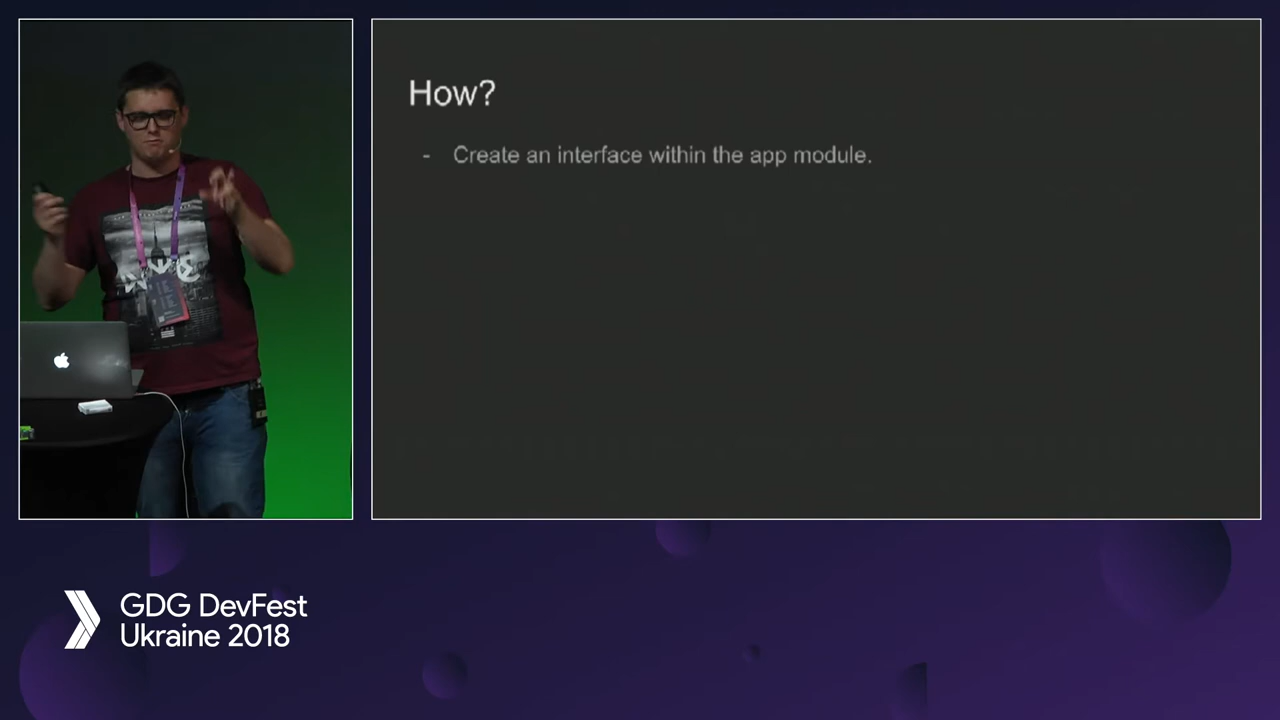 How?
- Create an interface within the app module.
GDG DevFest
Ukraine 2018